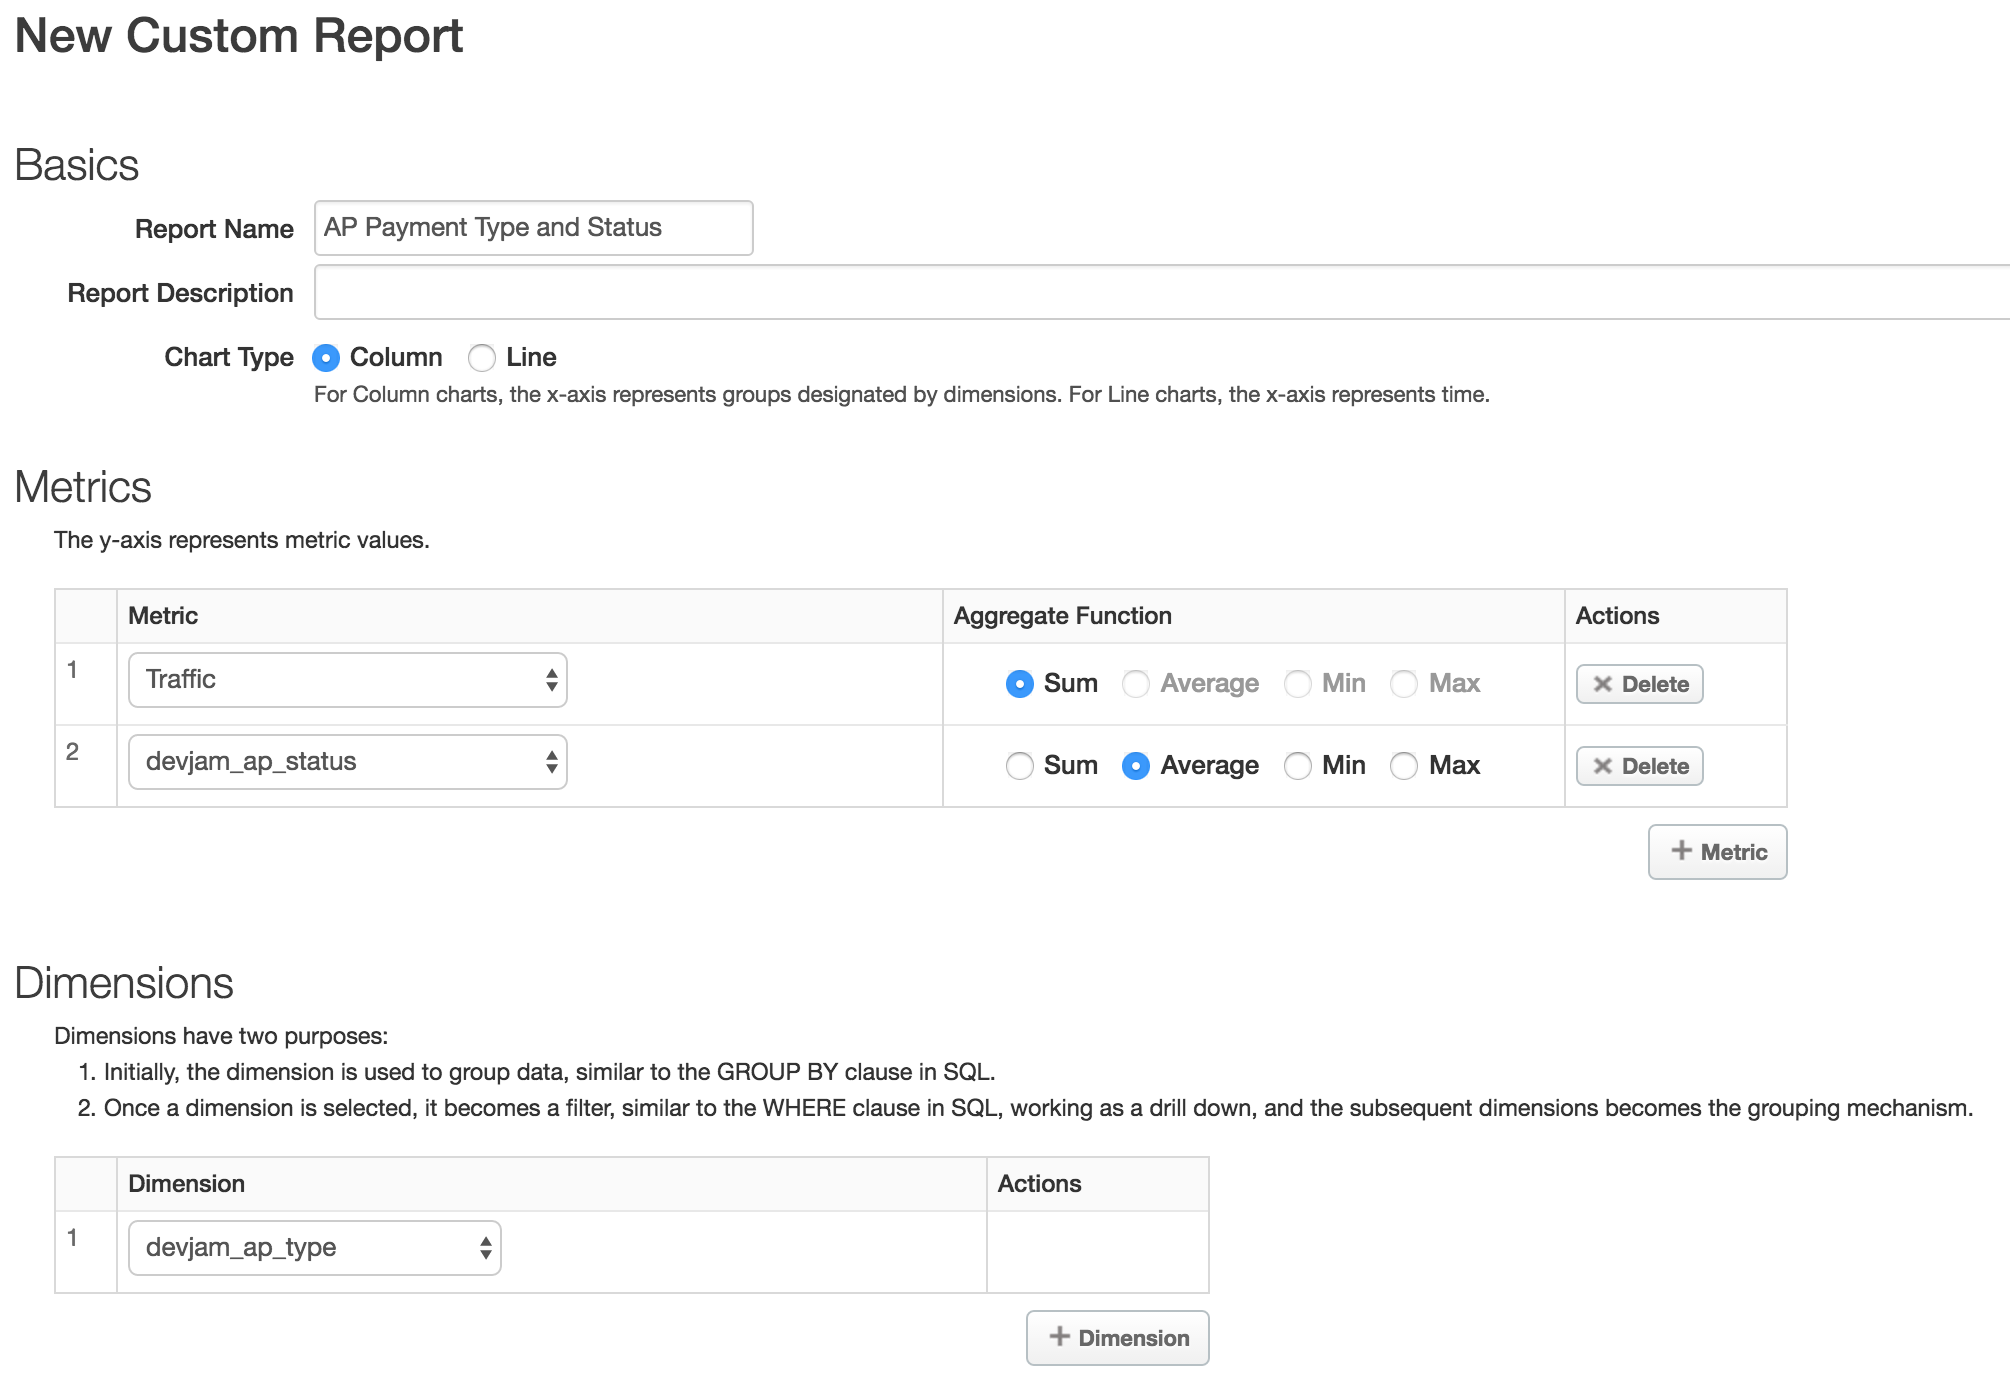 New Custom Report
Basics
Report Name AP Payment Type and Status
Report Description
Chart Type Column Line
For Column charts, the x-axis represents groups designated by dimensions. For Line charts, the x-axis represents time.
Metrics
The y-axis represents metric values.
Metric Aggregate Function Actions
1 Traffic Sum Average Min Max Delete
2 devjam_ap_status Sum Average Min Max Delete
+ Metric
Dimensions
Dimensions have two purposes:
1. Initially, the dimension is used to group data, similar to the GROUP BY clause in SQL.
2. Once a dimension is selected, it becomes a filter, similar to the WHERE clause in SQL, working as a drill down, and the subsequent dimensions becomes the grouping mechanism.
Dimension Actions
1 devjam_ap_type
+ Dimension